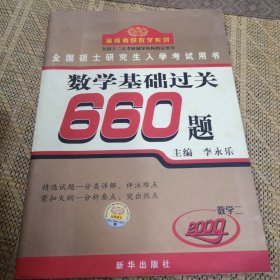 金榜考研数学系列
全国十二大考研辅导机构指定用书
全国硕士研究生入学考试用书
数学基础过关
660题
主编 李永乐
精选试题—分类详解、评注难点
紧扣大纲—分析要点、突出热点
数学二
2009
新华出版社